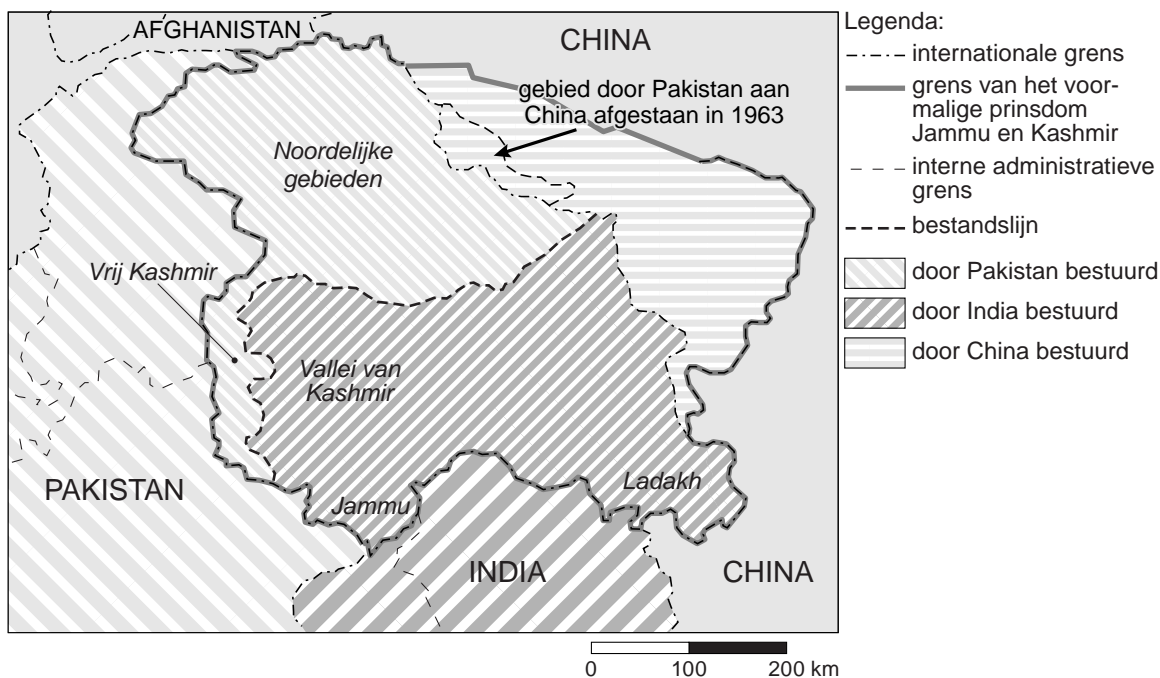 AFGHANISTAN
CHINA
gebied door Pakistan aan
China afgestaan in 1963
Noordelijke
gebieden
Vrij Kashmir
Vallei van
Kashmir
PAKISTAN
Jammu
Ladakh
INDIA
CHINA
0 100 200 km
Legenda:
internationale grens
grens van het voor-
malige prinsdom
Jammu en Kashmir
interne administratieve
grens
bestandslijn
door Pakistan bestuurd
door India bestuurd
door China bestuurd